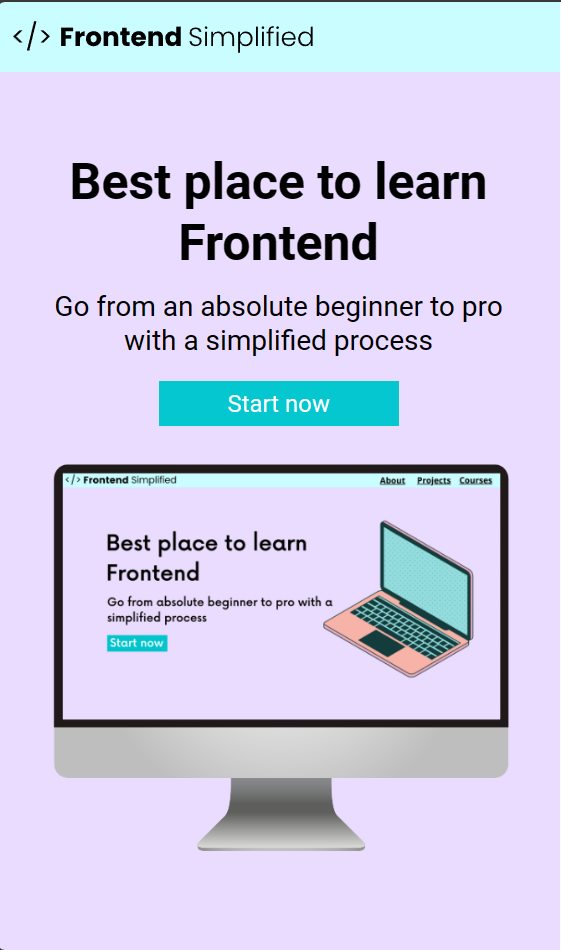 </> Frontend Simplified
Best place to learn
Frontend
Go from an absolute beginner to pro
with a simplified process
Start now
</> Frontend Simplified
About Projects Courses
Best place to learn
Frontend
Go from absolute beginner to pro with a
simplified process
Start now